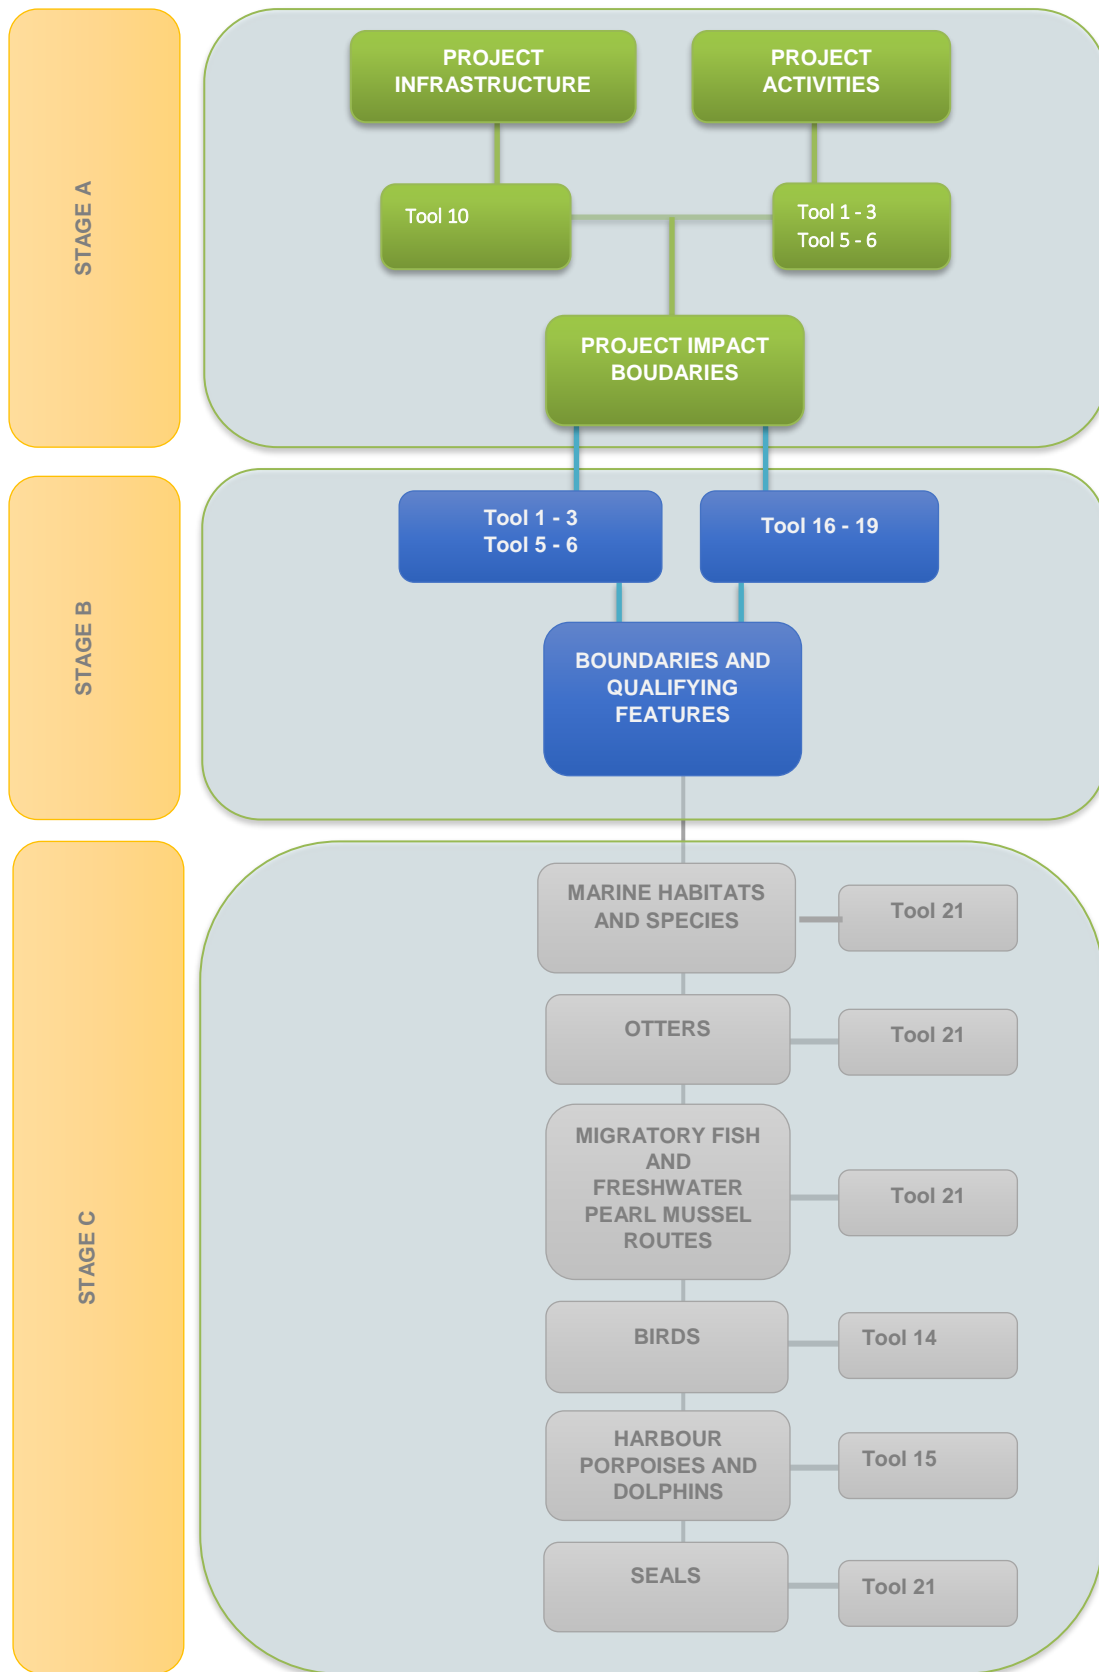 STAGE A
PROJECT
INFRASTRUCTURE
PROJECT
ACTIVITIES
Tool 10
Tool 1 - 3
Tool 5 - 6
PROJECT IMPACT
BOUDARIES
STAGE B
Tool 1 - 3
Tool 5 - 6
Tool 16 - 19
BOUNDARIES AND
QUALIFYING
FEATURES
STAGE C
MARINE HABITATS
AND SPECIES
Tool 21
OTTERS
Tool 21
MIGRATORY FISH
AND
FRESHWATER
PEARL MUSSEL
ROUTES
Tool 21
BIRDS
Tool 14
HARBOUR
PORPOISES AND
DOLPHINS
Tool 15
SEALS
Tool 21